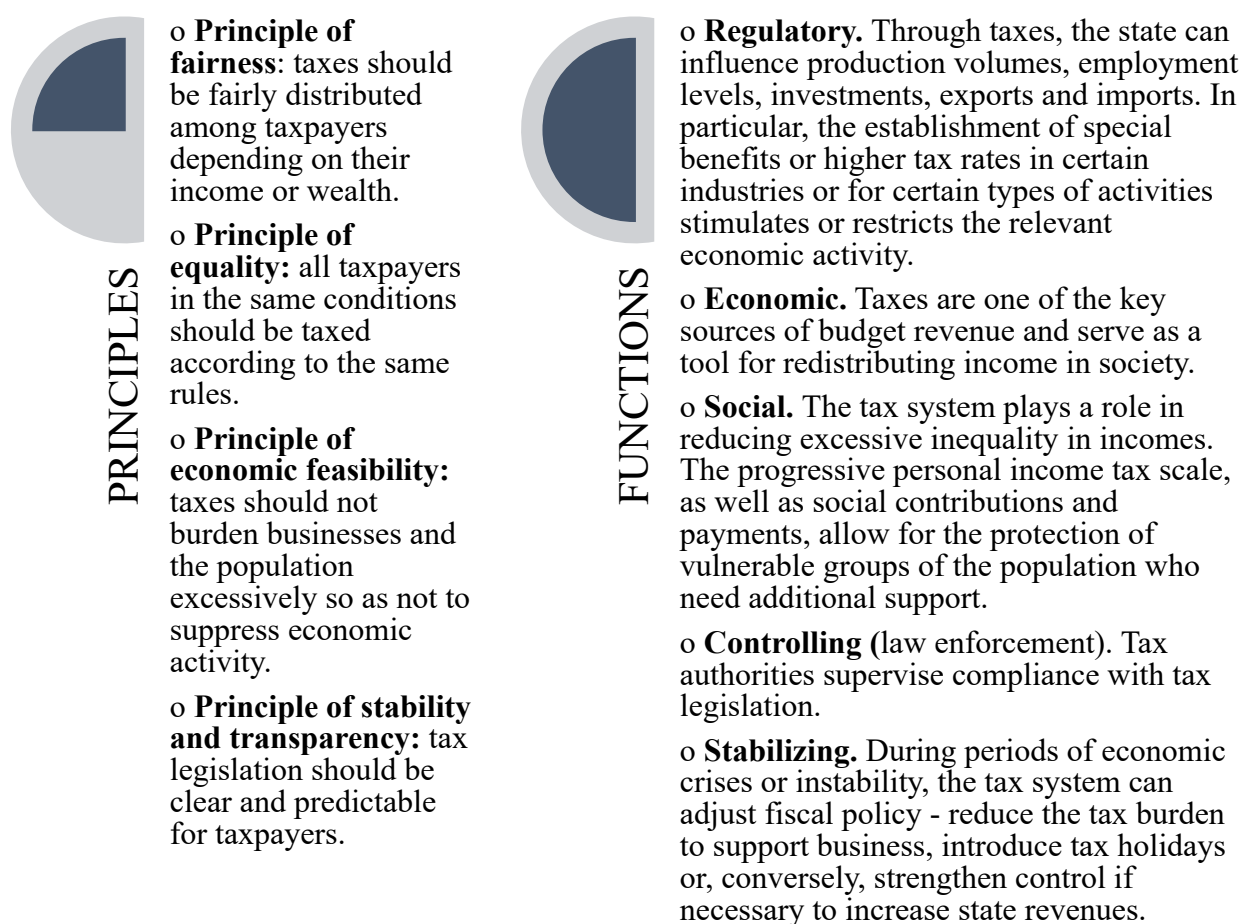 PRINCIPLES
o Principle of
fairness: taxes should
be fairly distributed
among taxpayers
depending on their
income or wealth.
o Principle of
equality: all taxpayers
in the same conditions
should be taxed
according to the same
rules.
o Principle of
economic feasibility:
taxes should not
burden businesses and
the population
excessively so as not to
suppress economic
activity.
o Principle of stability
and transparency: tax
legislation should be
clear and predictable
for taxpayers.
FUNCTIONS
o Regulatory. Through taxes, the state can
influence production volumes, employment
levels, investments, exports and imports. In
particular, the establishment of special
benefits or higher tax rates in certain
industries or for certain types of activities
stimulates or restricts the relevant
economic activity.
o Economic. Taxes are one of the key
sources of budget revenue and serve as a
tool for redistributing income in society.
o Social. The tax system plays a role in
reducing excessive inequality in incomes.
The progressive personal income tax scale,
as well as social contributions and
payments, allow for the protection of
vulnerable groups of the population who
need additional support.
o Controlling (law enforcement). Tax
authorities supervise compliance with tax
legislation.
o Stabilizing. During periods of economic
crises or instability, the tax system can
adjust fiscal policy - reduce the tax burden
to support business, introduce tax holidays
or, conversely, strengthen control if
necessary to increase state revenues.